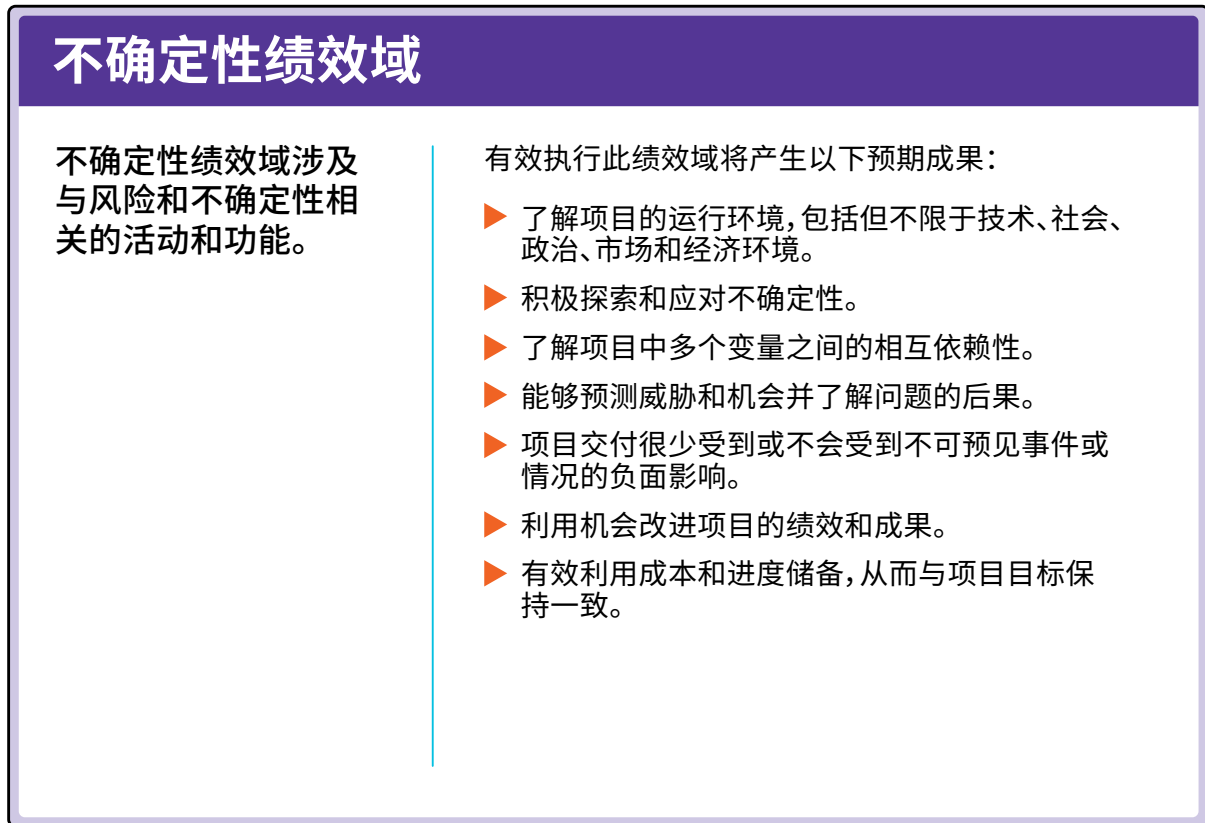 不确定性绩效域
不确定性绩效域涉及
与风险和不确定性相
关的活动和功能。
有效执行此绩效域将产生以下预期成果：
▶ 了解项目的运行环境，包括但不限于技术、社会、
政治、市场和经济环境。
▶ 积极探索和应对不确定性。
▶ 了解项目中多个变量之间的相互依赖性。
▶ 能够预测威胁和机会并了解问题的后果。
▶ 项目交付很少受到或不会受到不可预见事件或
情况的负面影响。
▶ 利用机会改进项目的绩效和成果。
▶ 有效利用成本和进度储备，从而与项目目标保
持一致。